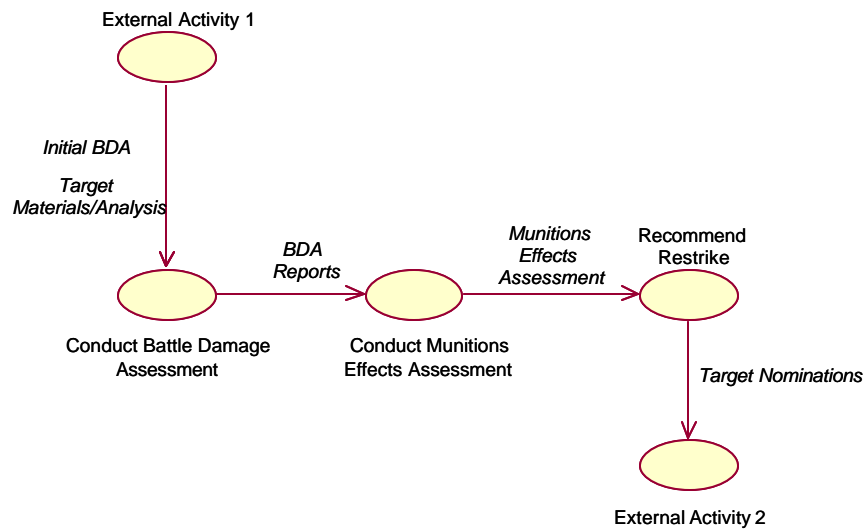 External Activity 1
Initial BDA
Target
Materials/Analysis
BDA
Reports
Munitions
Effects
Assessment
Recommend
Restrike
Conduct Battle Damage
Assessment
Conduct Munitions
Effects Assessment
Target Nominations
External Activity 2